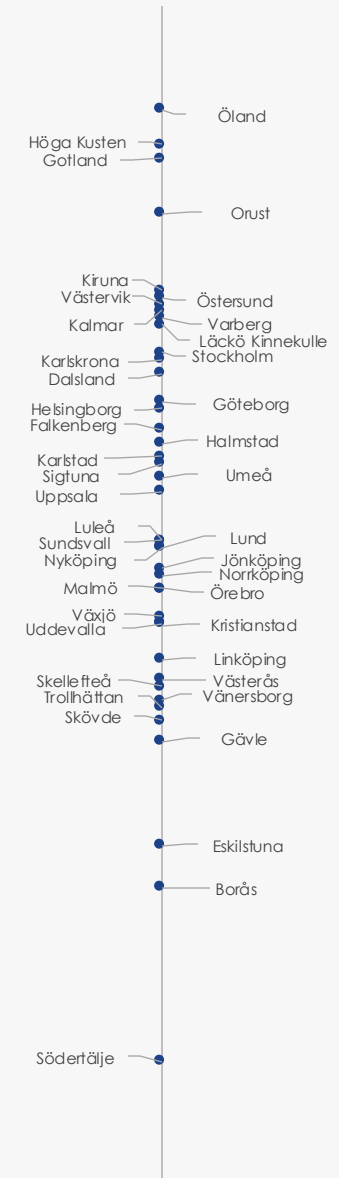 Öland
Höga Kusten
Gotland
Orust
Kiruna
Västervik
Östersund
Kalmar
Varberg
Läckö Kinnekulle
Stockholm
Karlskrona
Dalsland
Göteborg
Helsingborg
Falkenberg
Halmstad
Karlstad
Sigtuna
Umeå
Uppsala
Luleå
Lund
Sundsvall
Nyköping
Jönköping
Norrköping
Malmö
Örebro
Växjö
Kristianstad
Uddevalla
Linköping
Skellefteå
Västerås
Trollhättan
Vänersborg
Skövde
Gävle
Eskilstuna
Borås
Södertälje